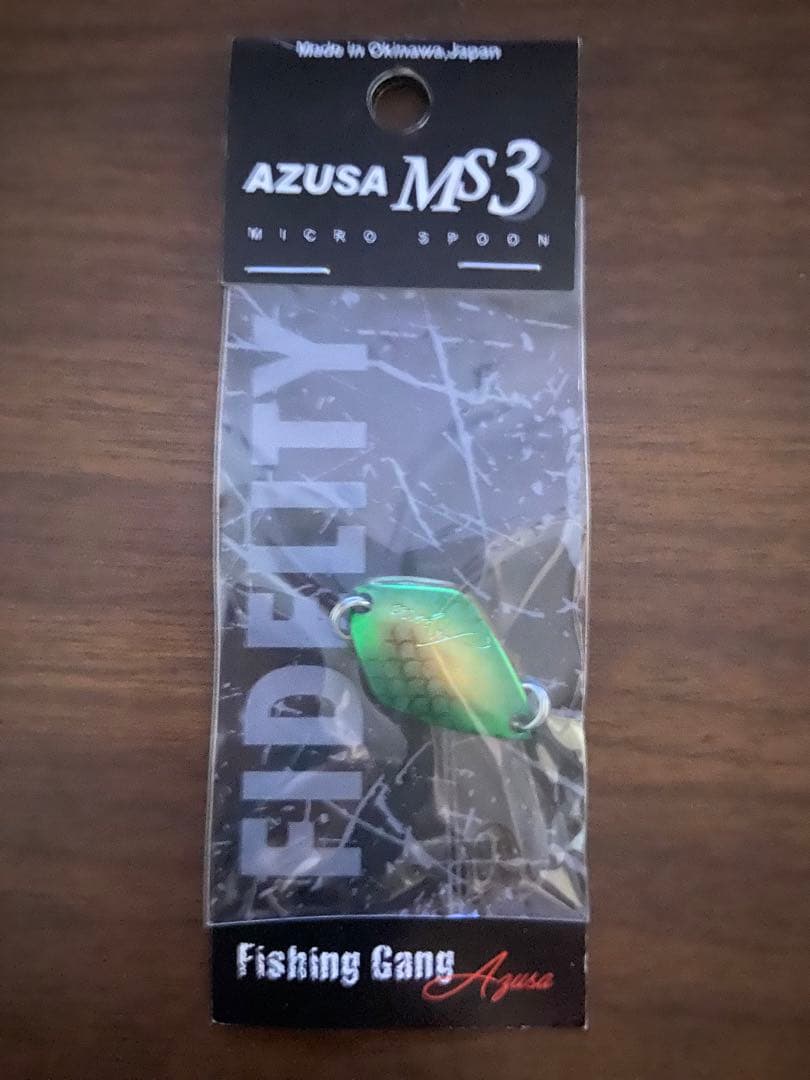 Made in Okinawa,Japan
AZUSA MS3
MICRO SPOON
FIDELITY
Fishing Gang Azusa